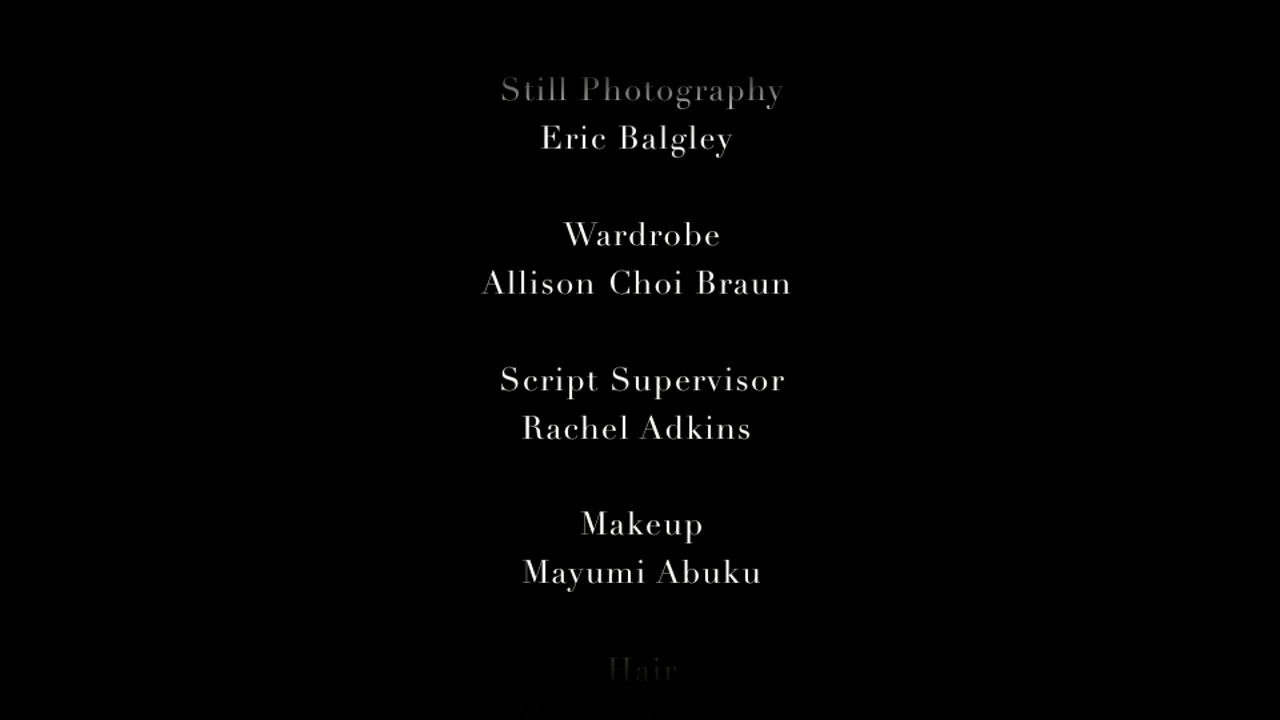 Still Photography
Eric Balgley
Wardrobe
Allison Choi Braun
Script Supervisor
Rachel Adkins
Makeup
Mayumi Abuku
Hair